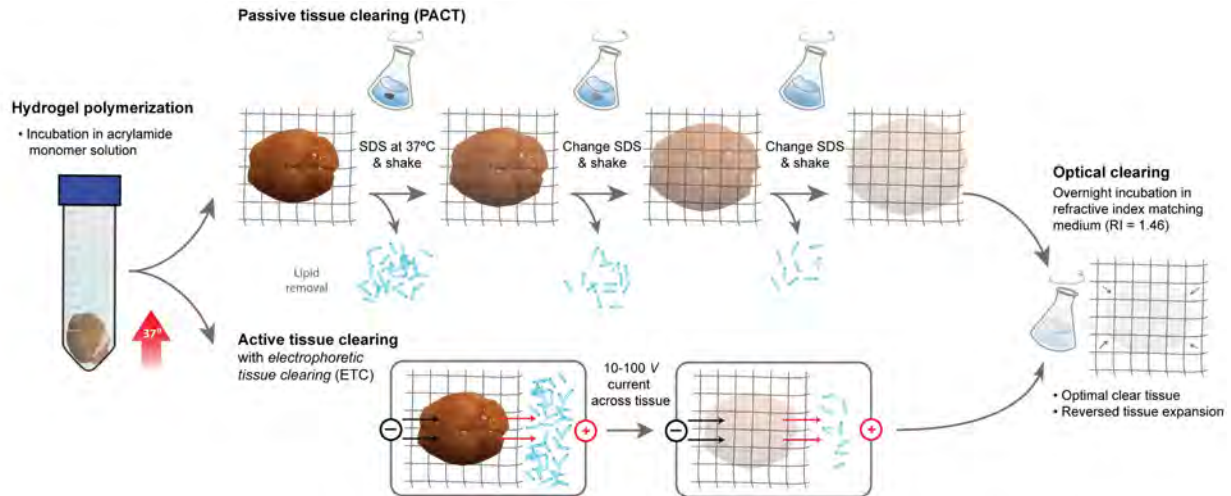 Passive tissue clearing (PACT)
Hydrogel polymerization
• Incubation in acrylamide
monomer solution
37º
SDS at 37ºC
& shake
Change SDS
& shake
Change SDS
& shake
Lipid
removal
Optical clearing
Overnight incubation in
refractive index matching
medium (RI = 1.46)
• Optimal clear tissue
• Reversed tissue expansion
Active tissue clearing
with electrophoretic
tissue clearing (ETC)
10-100 V
current
across tissue
−
+
−
+